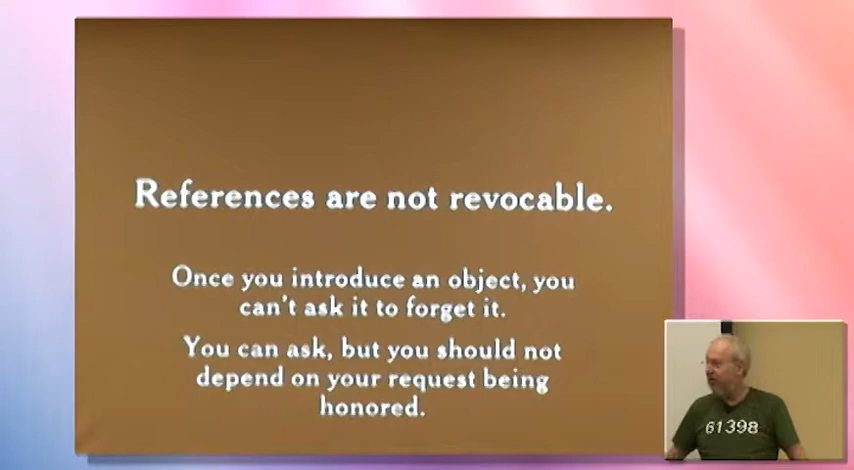 References are not revocable.
Once you introduce an object, you
can't ask it to forget it.
You can ask, but you should not
depend on your request being
honored.
61398